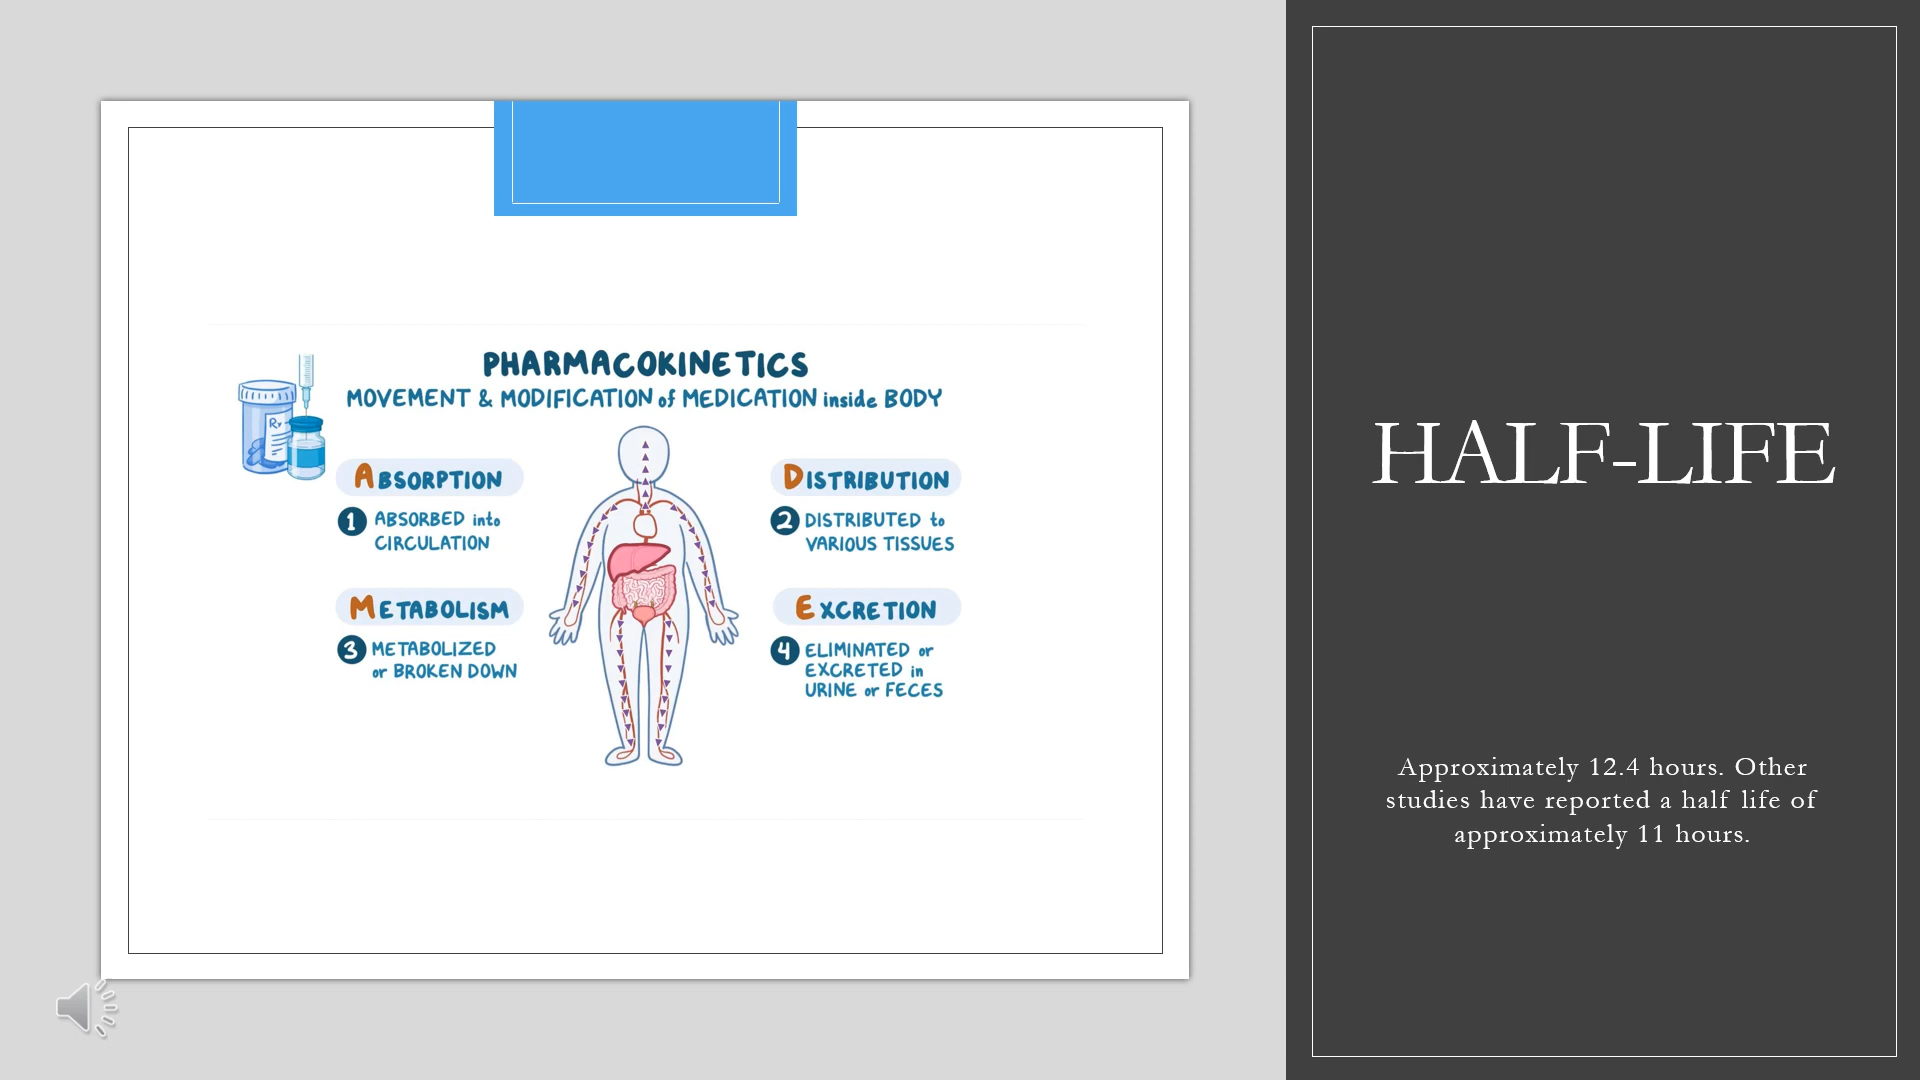 PHARMACOKINETICS
MOVEMENT & MODIFICATION of MEDICATION inside BODY
Rx
ABSORPTION
1 ABSORBED into
CIRCULATION
DISTRIBUTION
2 DISTRIBUTED to
VARIOUS TISSUES
METABOLISM
3 METABOLIZED
or BROKEN DOWN
EXCRETION
4 ELIMINATED or
EXCRETED in
URINE or FECES
HALF-LIFE
Approximately 12.4 hours. Other
studies have reported a half life of
approximately 11 hours.